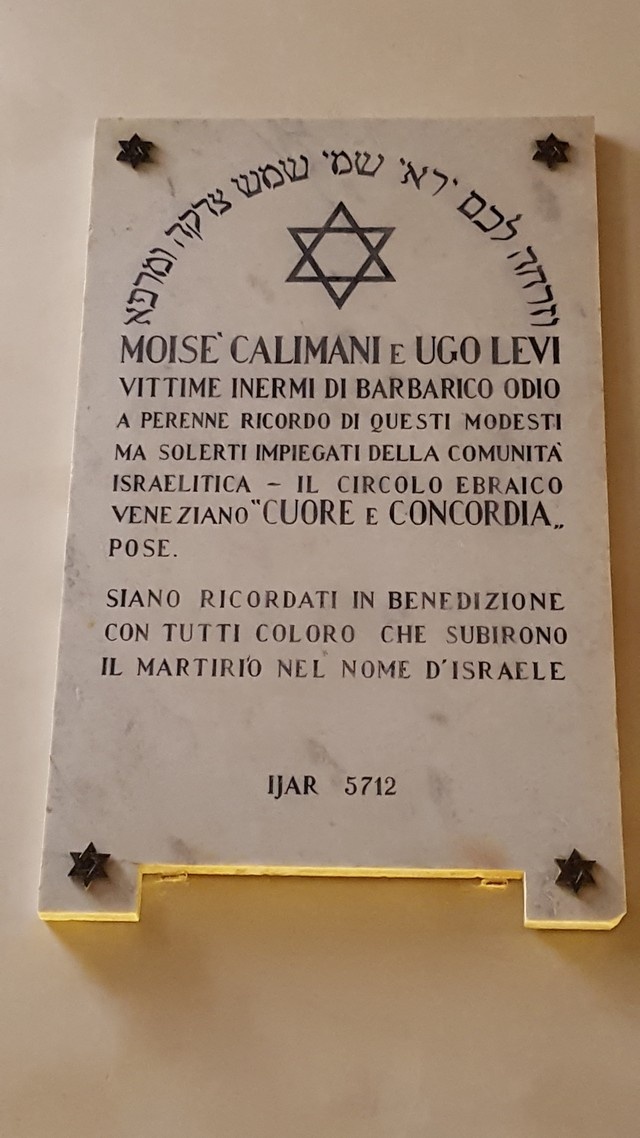 וזרחה לכם ירא' שמי שמש צדקה ומרפא
MOISE' CALIMANI E UGO LEVI
VITTIME INERMI DI BARBARICO ODIO
A PERENNE RICORDO DI QUESTI MODESTI
MA SOLERTI IMPIEGATI DELLA COMUNITA'
ISRAELITICA – IL CIRCOLO EBRAICO
VENEZIANO "CUORE E CONCORDIA„
POSE.
SIANO RICORDATI IN BENEDIZIONE
CON TUTTI COLORO CHE SUBIRONO
IL MARTIRIO NEL NOME D'ISRAELE
IJAR 5712